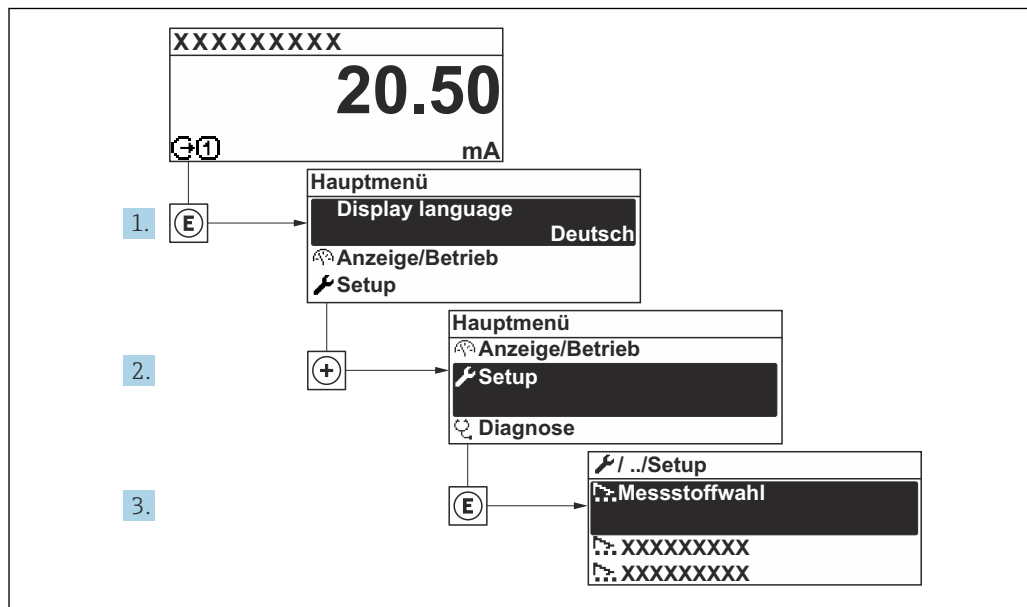 XXXXXXXXX
20.50
1 mA
Hauptmenü
1. E Display language
Deutsch
Anzeige/Betrieb
Setup
Hauptmenü
Anzeige/Betrieb
2. + Setup
Diagnose
/ ../Setup
3. E Messstoffwahl
XXXXXXXXX
XXXXXXXXX